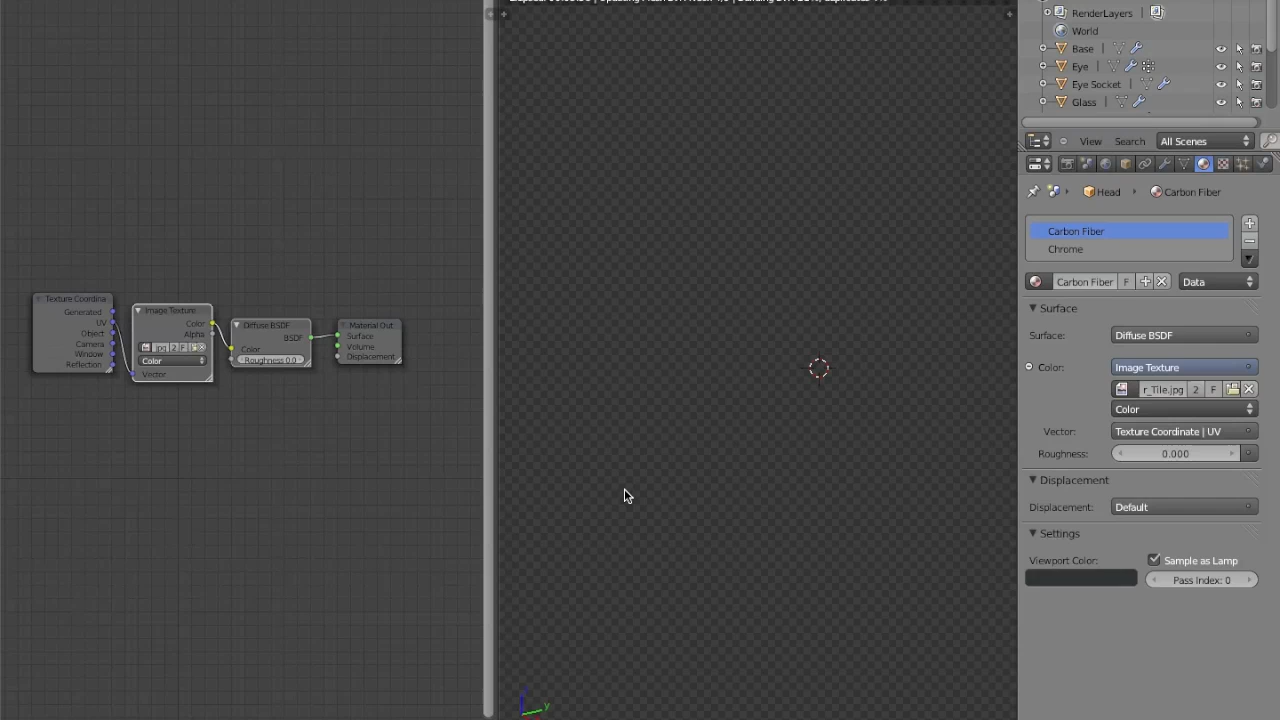 RenderLayers
World
Base
Eye
Eye Socket
Glass
View Search All Scenes
Head Carbon Fiber
Carbon Fiber
Chrome
Carbon Fiber F Data
Surface
Surface: Diffuse BSDF
Color: Image Texture
r_Tile.jpg 2 F
Color
Vector: Texture Coordinate | UV
Roughness: 0.000
Displacement
Displacement: Default
Settings
Viewport Color: Sample as Lamp
Pass Index: 0
Texture Coordina
Generated
UV
Object
Camera
Window
Reflection
Image Texture
Color
Alpha
jpg 2 F
Color
Vector
Diffuse BSDF
BSDF
Color
Roughness 0.0
Material Out
Surface
Volume
Displacement
y